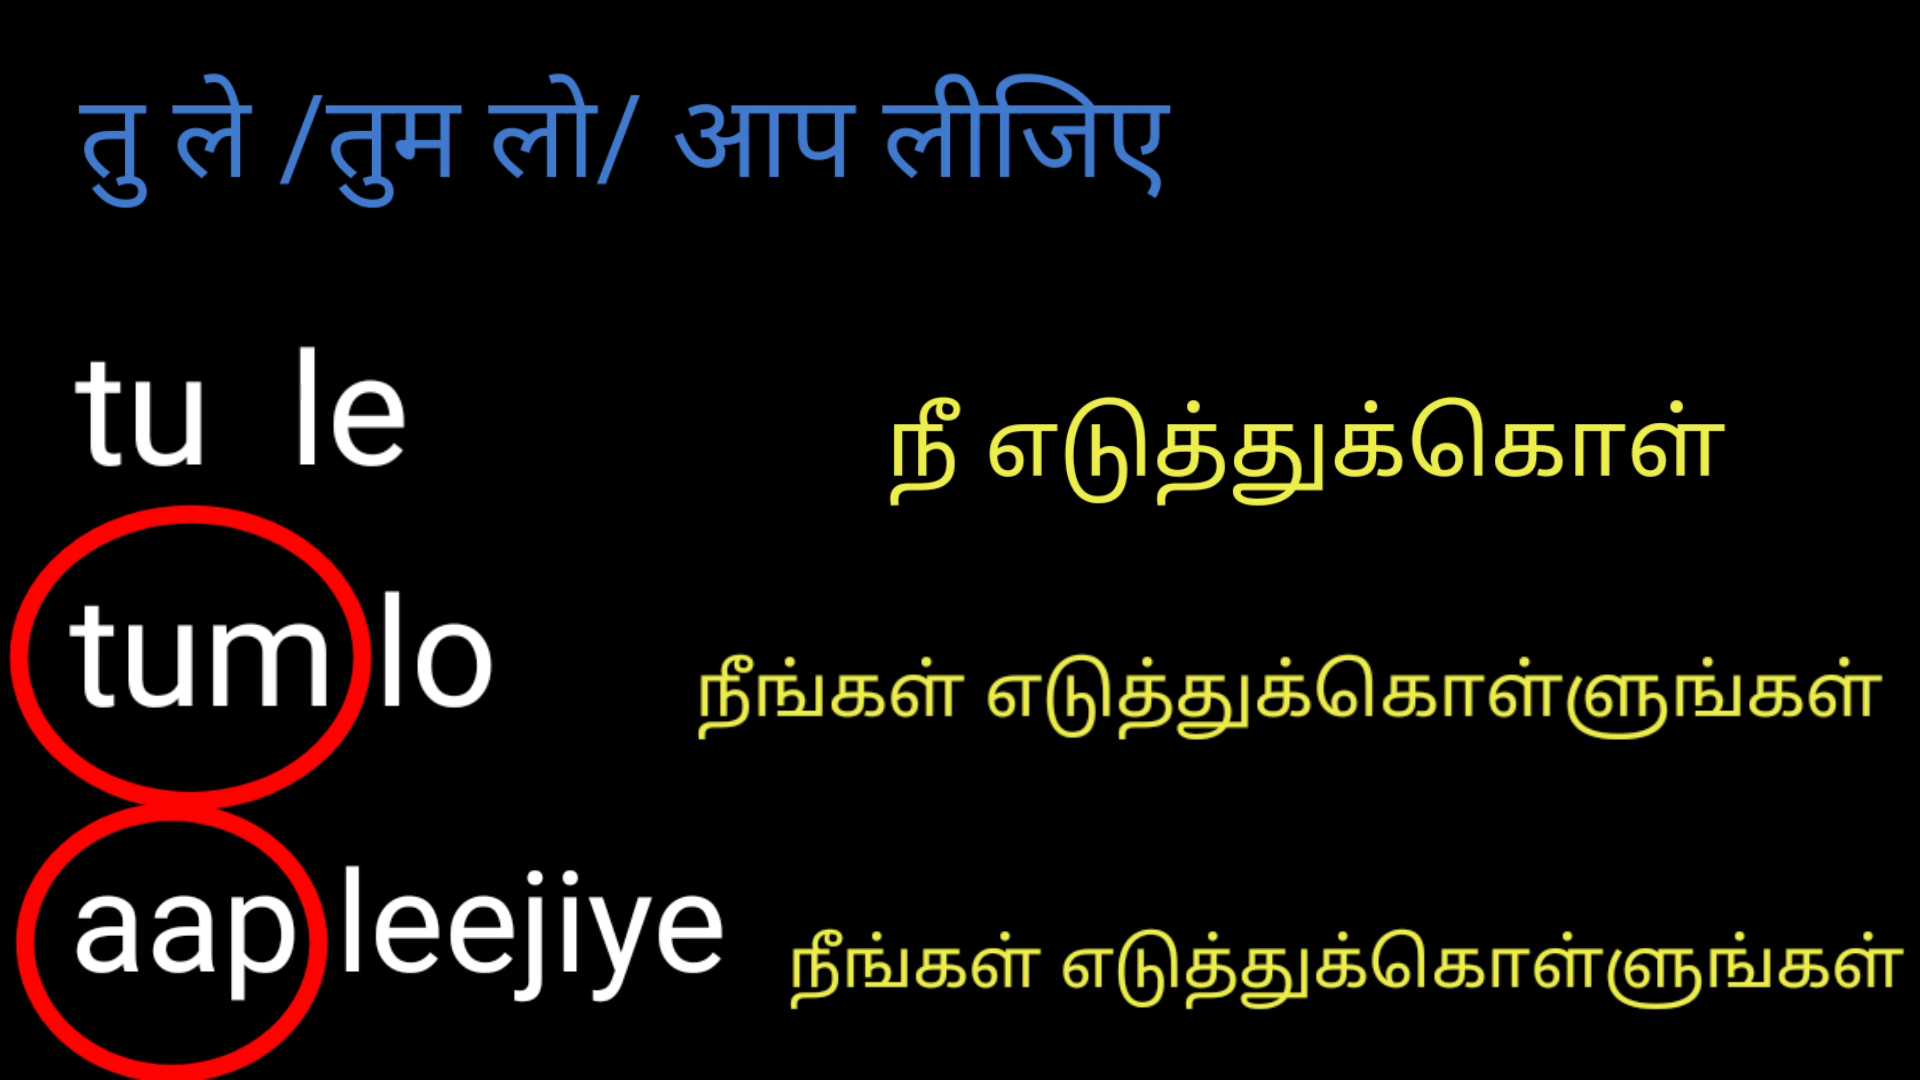 तु ले /तुम लो/ आप लीजिए
tu le நீ எடுத்துக்கொள்
tum lo நீங்கள் எடுத்துக்கொள்ளுங்கள்
aap leejiye நீங்கள் எடுத்துக்கொள்ளுங்கள்